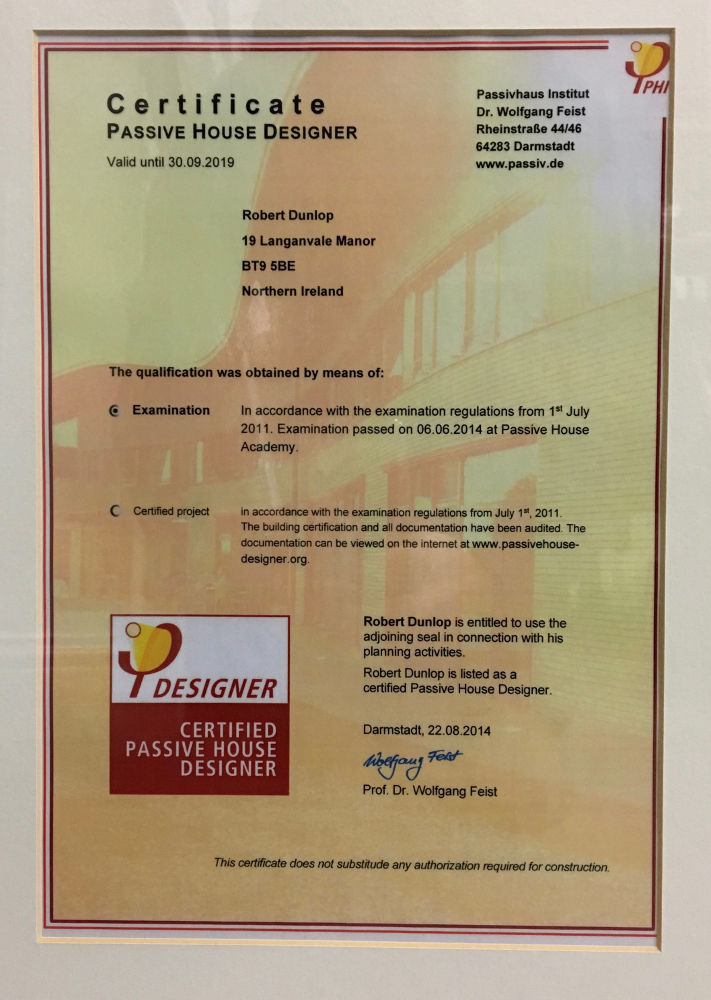 PHI
Certificate
PASSIVE HOUSE DESIGNER
Valid until 30.09.2019
Passivhaus Institut
Dr. Wolfgang Feist
Rheinstraße 44/46
64283 Darmstadt
www.passiv.de
Robert Dunlop
19 Langanvale Manor
BT9 5BE
Northern Ireland
The qualification was obtained by means of:
Examination
In accordance with the examination regulations from 1st July
2011. Examination passed on 06.06.2014 at Passive House
Academy.
Certified project
in accordance with the examination regulations from July 1st, 2011.
The building certification and all documentation have been audited. The
documentation can be viewed on the internet at www.passivehouse-
designer.org.
DESIGNER
CERTIFIED
PASSIVE HOUSE
DESIGNER
Robert Dunlop is entitled to use the
adjoining seal in connection with his
planning activities.
Robert Dunlop is listed as a
certified Passive House Designer.
Darmstadt, 22.08.2014
Wolfgang Feist
Prof. Dr. Wolfgang Feist
This certificate does not substitute any authorization required for construction.